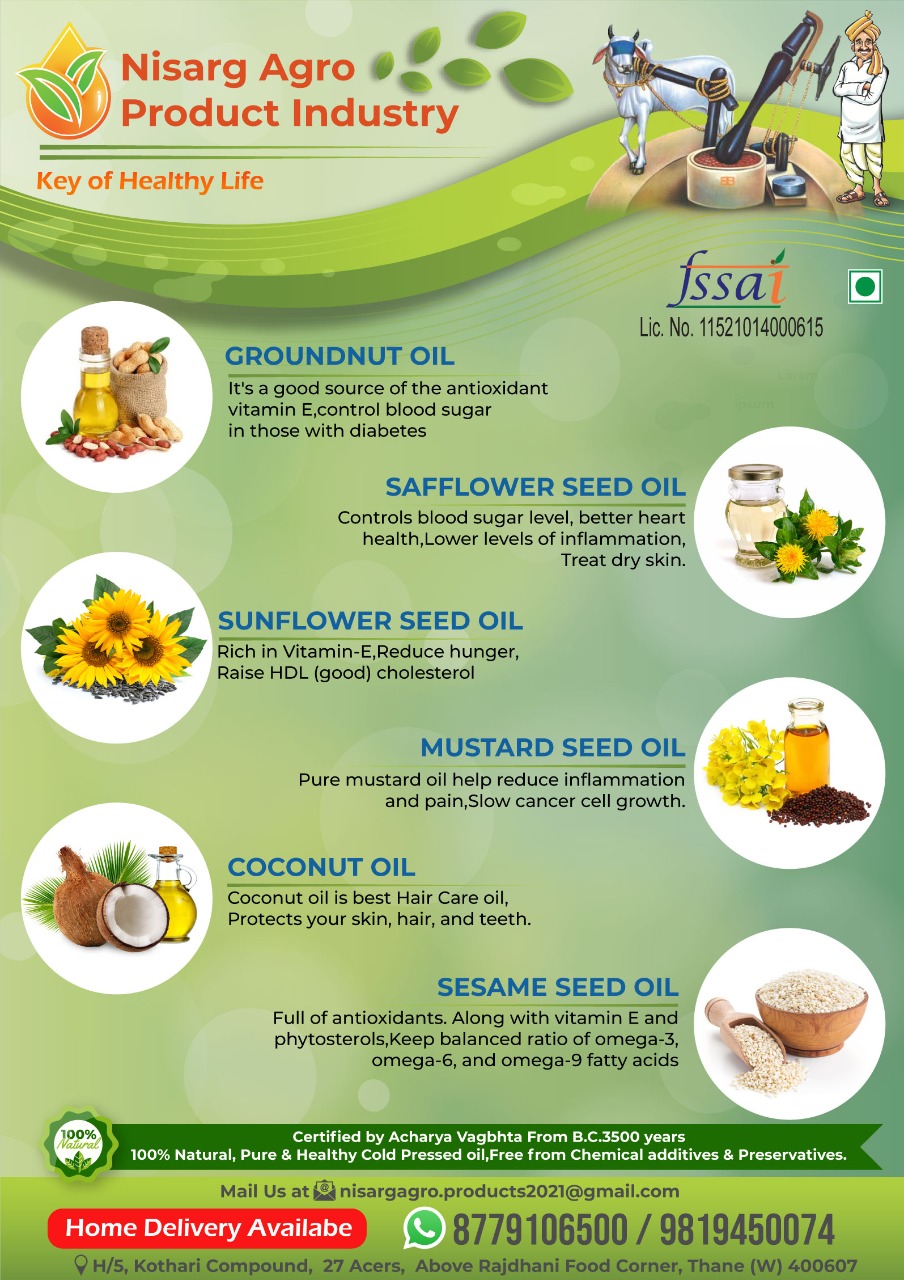 Nisarg Agro
Product Industry
Key of Healthy Life
fssai
Lic. No. 11521014000615
GROUNDNUT OIL
It's a good source of the antioxidant
vitamin E,control blood sugar
in those with diabetes
Lorem
ipsum
SAFFLOWER SEED OIL
Controls blood sugar level, better heart
health,Lower levels of inflammation,
Treat dry skin.
SUNFLOWER SEED OIL
Rich in Vitamin-E,Reduce hunger,
Raise HDL (good) cholesterol
MUSTARD SEED OIL
Pure mustard oil help reduce inflammation
and pain,Slow cancer cell growth.
COCONUT OIL
Coconut oil is best Hair Care oil,
Protects your skin, hair, and teeth.
SESAME SEED OIL
Full of antioxidants. Along with vitamin E and
phytosterols,Keep balanced ratio of omega-3,
omega-6, and omega-9 fatty acids
100%
Natural
Certified by Acharya Vagbhta From B.C.3500 years
100% Natural, Pure & Healthy Cold Pressed oil,Free from Chemical additives & Preservatives.
Mail Us at nisargagro.products2021@gmail.com
Home Delivery Availabe
8779106500 / 9819450074
H/5, Kothari Compound, 27 Acers, Above Rajdhani Food Corner, Thane (W) 400607